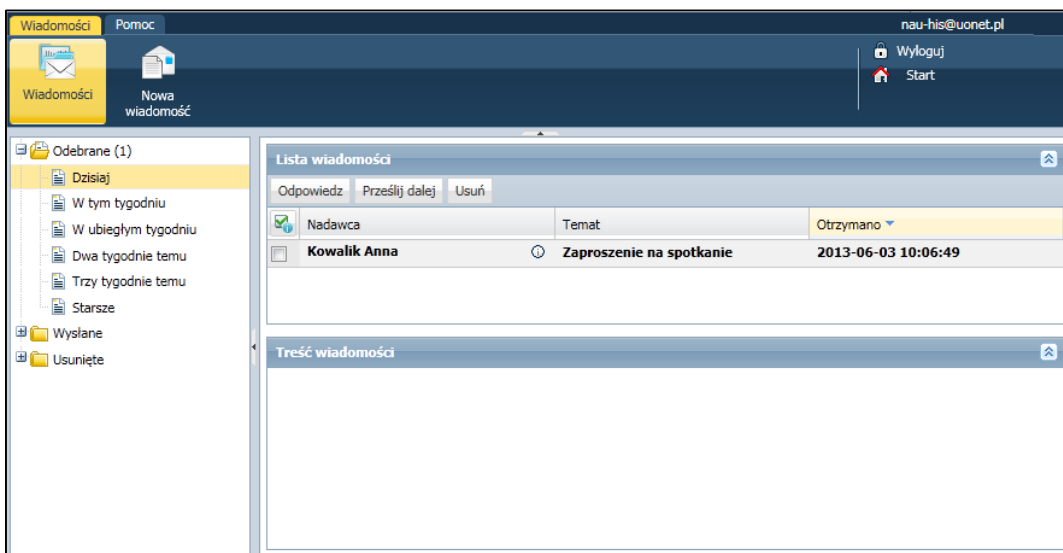 Wiadomości Pomoc nau-his@uonet.pl
Wyloguj
Start
Wiadomości Nowa
wiadomość
Odebrane (1)
Dzisiaj
W tym tygodniu
W ubiegłym tygodniu
Dwa tygodnie temu
Trzy tygodnie temu
Starsze
Wysłane
Usunięte
Lista wiadomości
Odpowiedz Prześlij dalej Usuń
Nadawca Temat Otrzymano
Kowalik Anna Zaproszenie na spotkanie 2013-06-03 10:06:49
Treść wiadomości